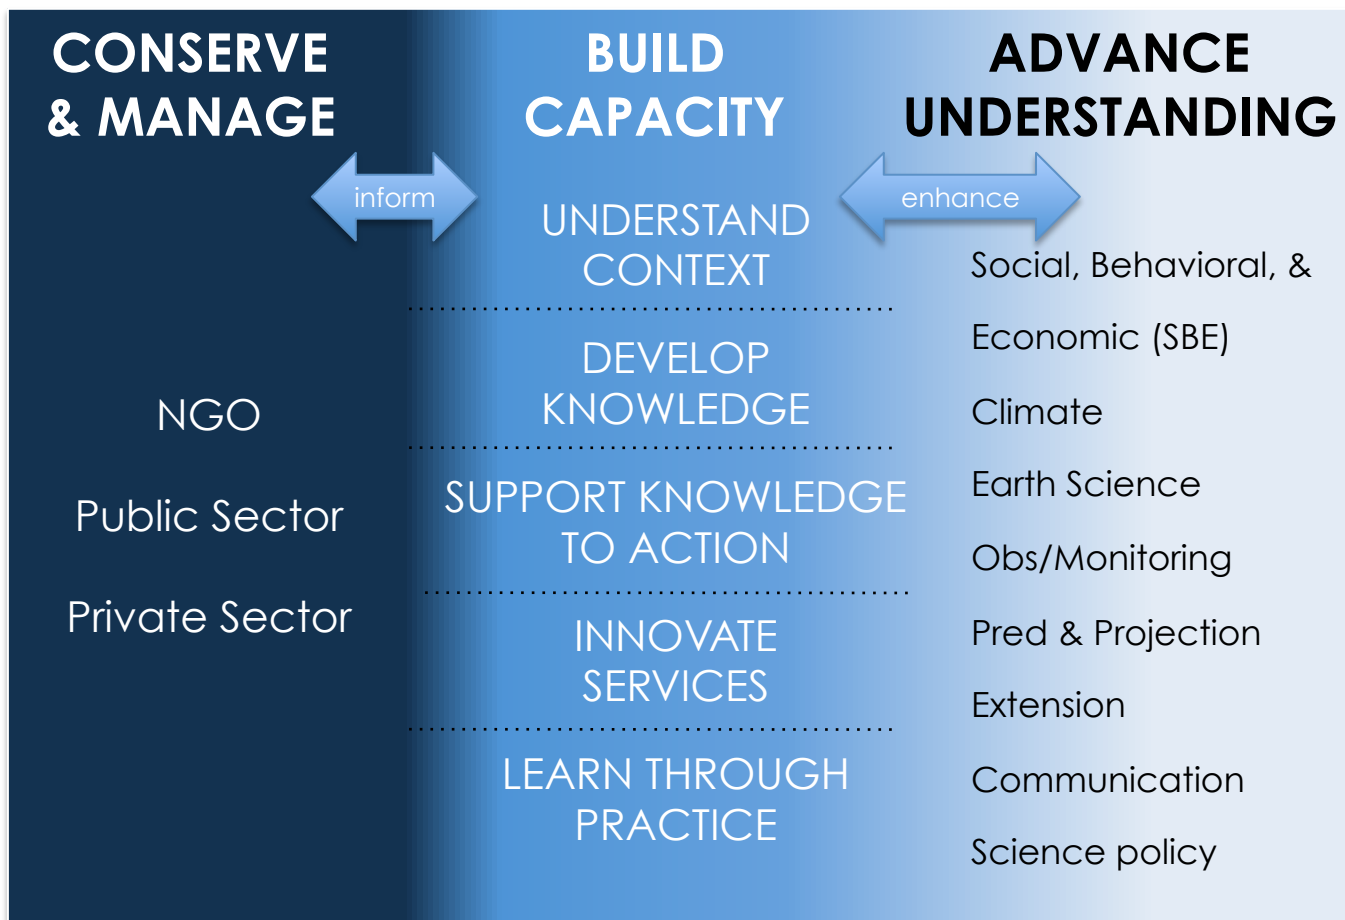 CONSERVE
& MANAGE
inform
NGO
Public Sector
Private Sector
BUILD
CAPACITY
enhance
UNDERSTAND
CONTEXT
DEVELOP
KNOWLEDGE
SUPPORT KNOWLEDGE
TO ACTION
INNOVATE
SERVICES
LEARN THROUGH
PRACTICE
ADVANCE
UNDERSTANDING
Social, Behavioral, &
Economic (SBE)
Climate
Earth Science
Obs/Monitoring
Pred & Projection
Extension
Communication
Science policy